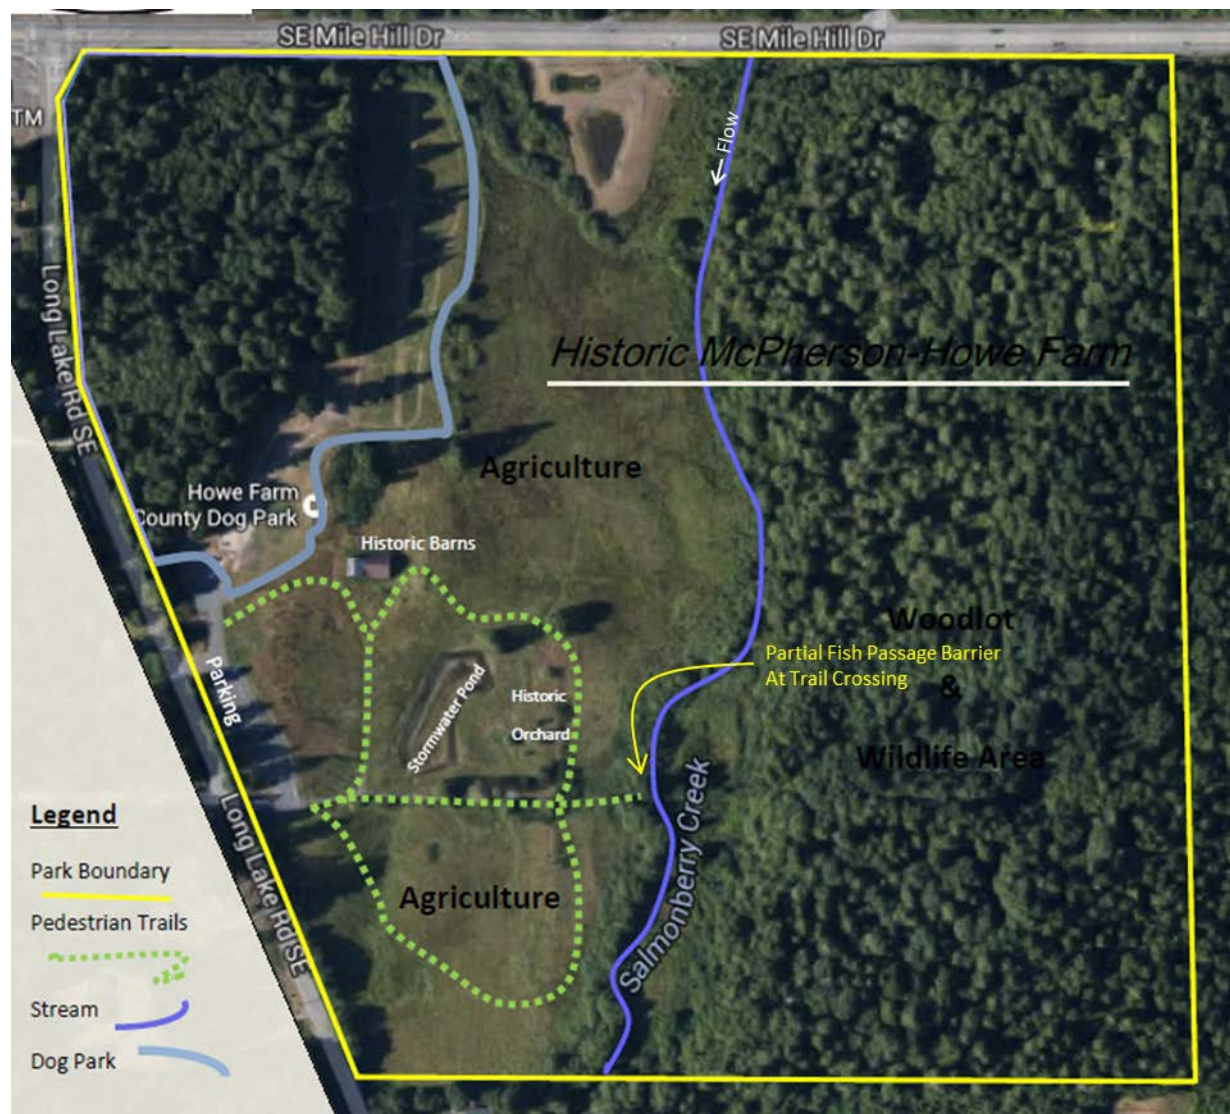 SE Mile Hill Dr
SE Mile Hill Dr
TM
Flow
Long Lake Rd SE
Historic McPherson-Howe Farm
Agriculture
Howe Farm
County Dog Park
Historic Barns
Woodlot
&
Wildlife Area
Partial Fish Passage Barrier
At Trail Crossing
Parking
Stormwater Pond
Historic
Orchard
Salmonberry Creek
Long Lake Rd SE
Agriculture
Legend
Park Boundary
Pedestrian Trails
Stream
Dog Park